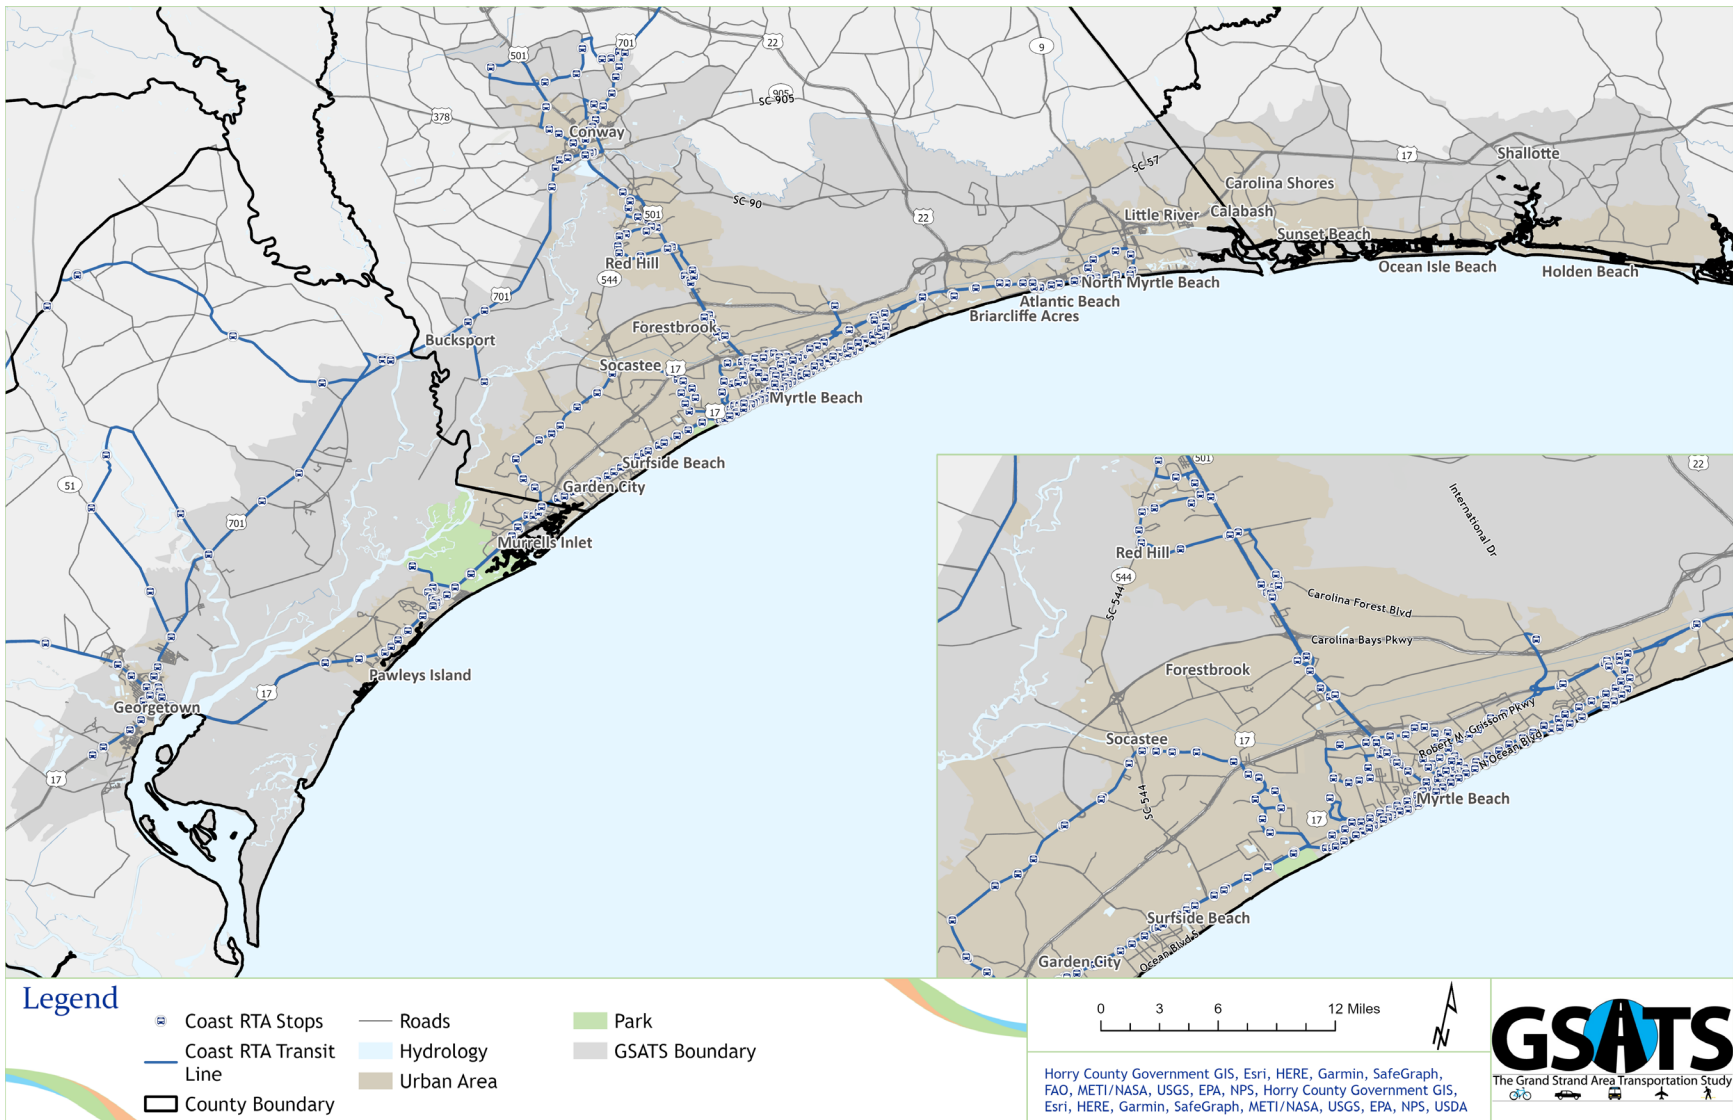 501
701
22
9
378
905
SC 905
Conway
17
Shallotte
SC 57
Carolina Shores
SC 90
501
22
Little River
Calabash
Sunset Beach
Red Hill
544
Ocean Isle Beach
Holden Beach
North Myrtle Beach
701
Atlantic Beach
Briarcliffe Acres
Forestbrook
Bucksport
Socastee
17
Myrtle Beach
17
Surfside Beach
Garden City
51
701
Murrells Inlet
Pawleys Island
17
Georgetown
17
501
22
International Dr
Red Hill
544
SC 544
Carolina Forest Blvd
Carolina Bays Pkwy
Forestbrook
Robert M. Grissom Pkwy
Socastee
17
N Ocean Blvd
SC 544
Myrtle Beach
17
Surfside Beach
Ocean Blvd S
Garden City
Legend
Coast RTA Stops
Coast RTA Transit
Line
County Boundary
Roads
Hydrology
Urban Area
Park
GSATS Boundary
0 3 6 12 Miles
N
Horry County Government GIS, Esri, HERE, Garmin, SafeGraph,
FAO, METI/NASA, USGS, EPA, NPS, Horry County Government GIS,
Esri, HERE, Garmin, SafeGraph, METI/NASA, USGS, EPA, NPS, USDA
GSATS
The Grand Strand Area Transportation Study